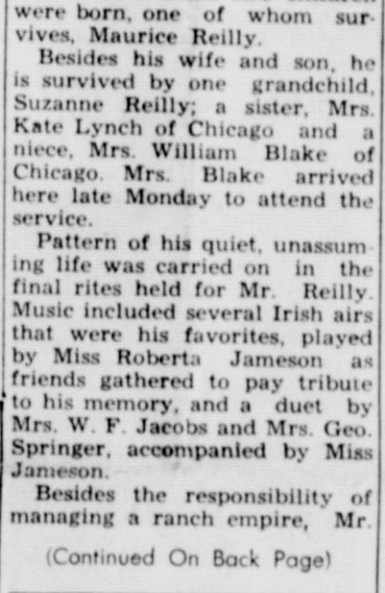 were born, one of whom sur-
vives, Maurice Reilly.
Besides his wife and son, he
is survived by one grandchild,
Suzanne Reilly; a sister, Mrs.
Kate Lynch of Chicago and a
niece, Mrs. William Blake of
Chicago. Mrs. Blake arrived
here late Monday to attend the
service.
Pattern of his quiet, unassum-
ing life was carried on in the
final rites held for Mr. Reilly.
Music included several Irish airs
that were his favorites, played
by Miss Roberta Jameson as
friends gathered to pay tribute
to his memory, and a duet by
Mrs. W. F. Jacobs and Mrs. Geo.
Springer, accompanied by Miss
Jameson.
Besides the responsibility of
managing a ranch empire, Mr.
(Continued On Back Page)